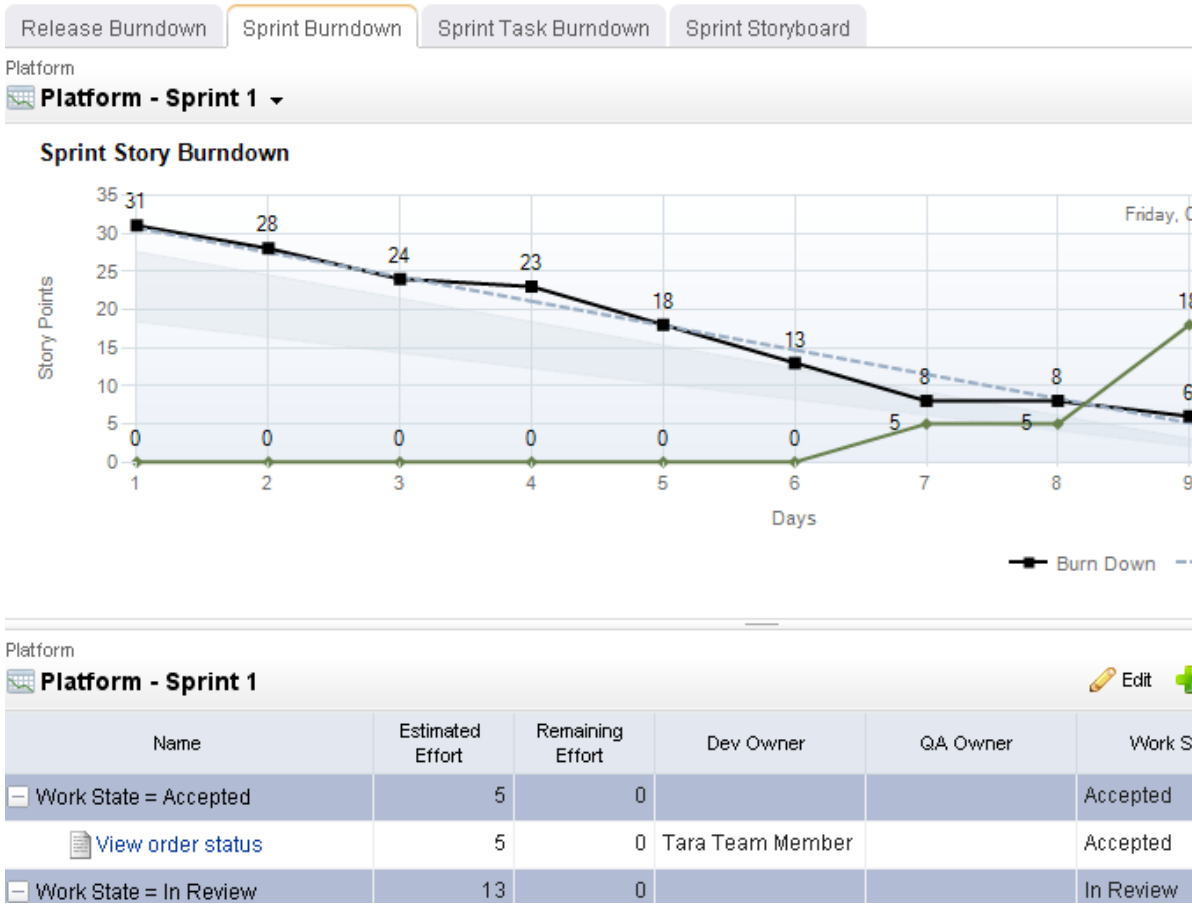 Release Burndown Sprint Burndown Sprint Task Burndown Sprint Storyboard
Platform
Platform - Sprint 1
Sprint Story Burndown
35
31
28
24
23
18
13
8
8
6
18
Friday,
30
25
20
15
10
5
0
Story Points
0 0 0 0 0 0 5 5
1 2 3 4 5 6 7 8 9
Days
Burn Down
Platform
Platform - Sprint 1
Edit
Name Estimated Effort Remaining Effort Dev Owner QA Owner Work S
Work State = Accepted 5 0 Accepted
View order status 5 0 Tara Team Member Accepted
Work State = In Review 13 0 In Review